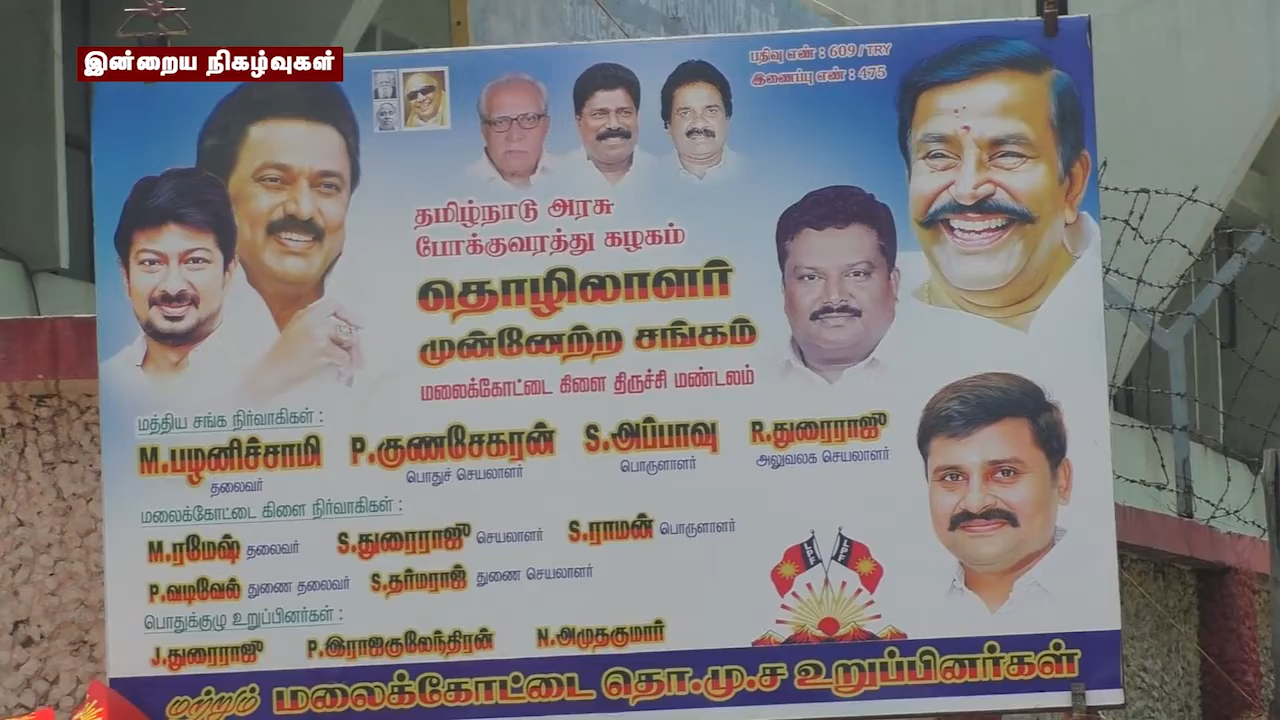 இன்றைய நிகழ்வுகள்
பதிவு எண் : 609 / TRY
இணைப்பு எண் : 475
தமிழ்நாடு அரசு
போக்குவரத்து கழகம்
தொழிலாளர்
முன்னேற்ற சங்கம்
மலைக்கோட்டை கிளை திருச்சி மண்டலம்
மத்திய சங்க நிர்வாகிகள் :
M.பழனிச்சாமி P.குணசேகரன் S.அப்பாவு R.துரைராஜு
தலைவர் பொதுச் செயலாளர் பொருளாளர் அலுவலக செயலாளர்
மலைக்கோட்டை கிளை நிர்வாகிகள் :
M.ரமேஷ் தலைவர் S.துரைராஜு செயலாளர் S.ராமன் பொருளாளர்
P.வடிவேல் துணை தலைவர் S.தர்மராஜ் துணை செயலாளர்
பொதுக்குழு உறுப்பினர்கள் :
J.துரைராஜு P.இராஜகுலேந்திரன் N.அமுதகுமார்
மற்றும் மலைக்கோட்டை தொ.மு.ச உறுப்பினர்கள்